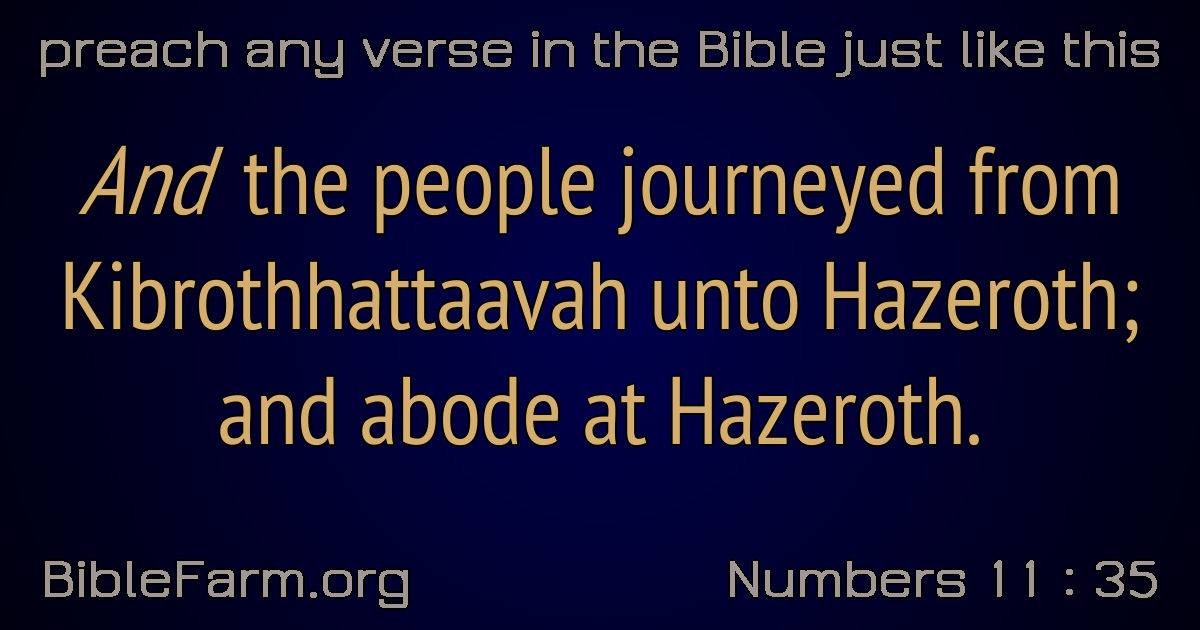 preach any verse in the Bible just like this
And the people journeyed from
Kibrothhattaavah unto Hazeroth;
and abode at Hazeroth.
BibleFarm.org
Numbers 11 : 35